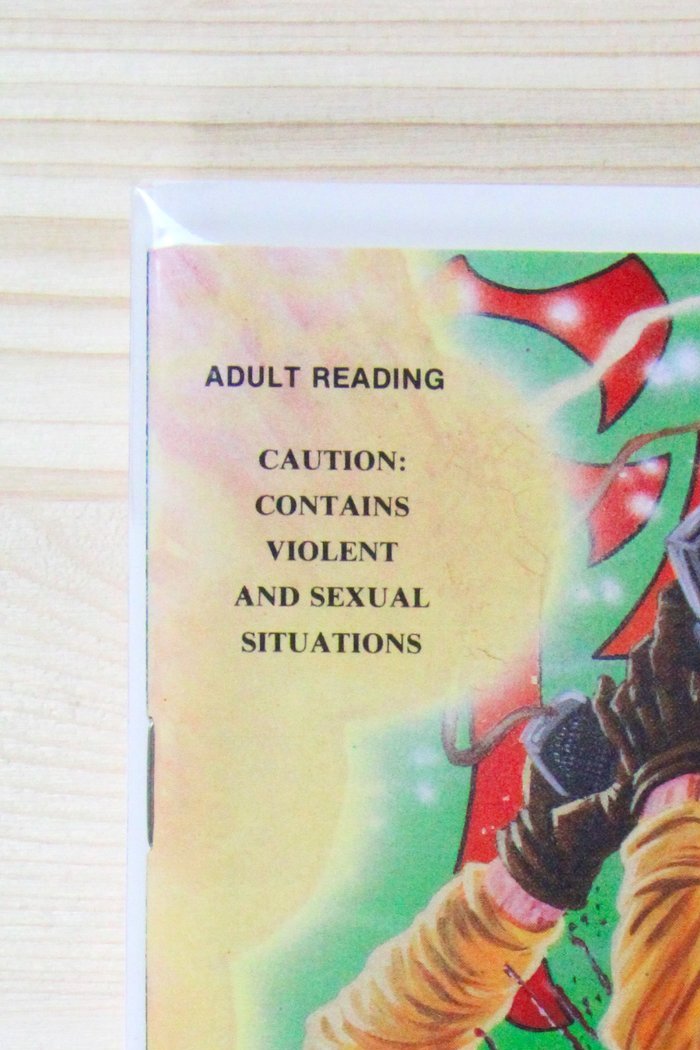 ADULT READING
CAUTION:
CONTAINS
VIOLENT
AND SEXUAL
SITUATIONS